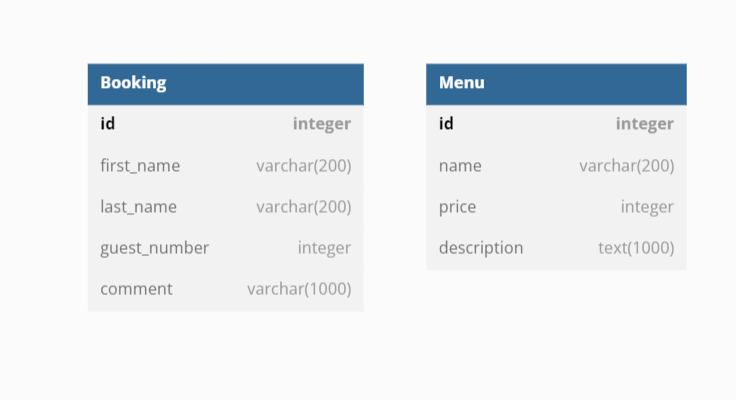 Booking
id integer
first_name varchar(200)
last_name varchar(200)
guest_number integer
comment varchar(1000)
Menu
id integer
name varchar(200)
price integer
description text(1000)